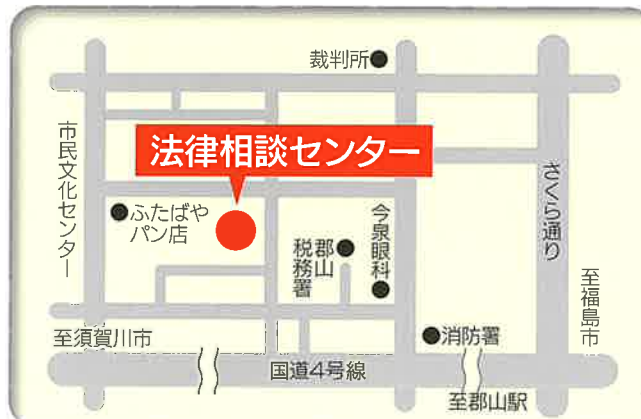 裁判所
市民文化センター
法律相談センター
さくら通り
ふたばや
パン店
郡山
税務署
今泉眼科
至福島市
至須賀川市
消防署
国道4号線
至郡山駅